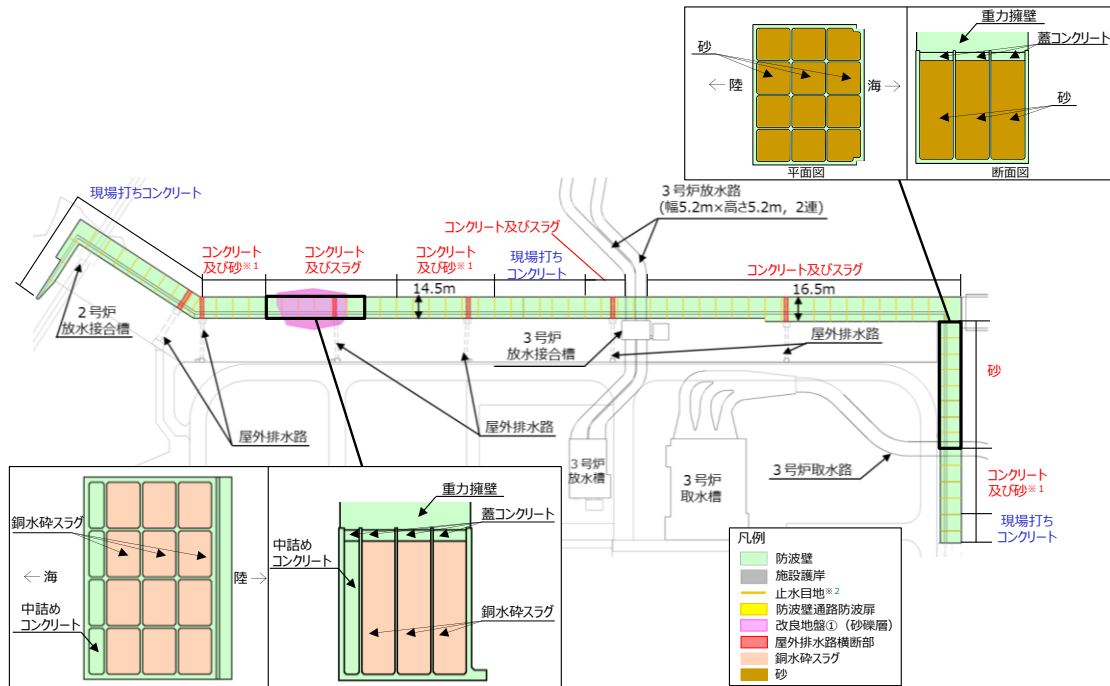 重力擁壁
蓋コンクリート
砂
←陸
海→
砂
平面図
断面図
現場打ちコンクリート
3号炉放水路
(幅5.2m×高さ5.2m，2連)
コンクリート及びスラグ
コンクリート
及び砂※1
コンクリート
及びスラグ
コンクリート
及び砂※1
現場打ち
コンクリート
コンクリート及びスラグ
14.5m
16.5m
2号炉
放水接合槽
3号炉
放水接合槽
屋外排水路
砂
屋外排水路
屋外排水路
3号炉
放水槽
3号炉
取水槽
3号炉取水路
コンクリート
及び砂※1
現場打ち
コンクリート
重力擁壁
蓋コンクリート
銅水砕スラグ
中詰め
コンクリート
←海
陸→
中詰め
コンクリート
銅水砕スラグ
凡例
防波壁
施設護岸
止水目地※2
防波壁通路防波扉
改良地盤①（砂礫層）
屋外排水路横断部
銅水砕スラグ
砂